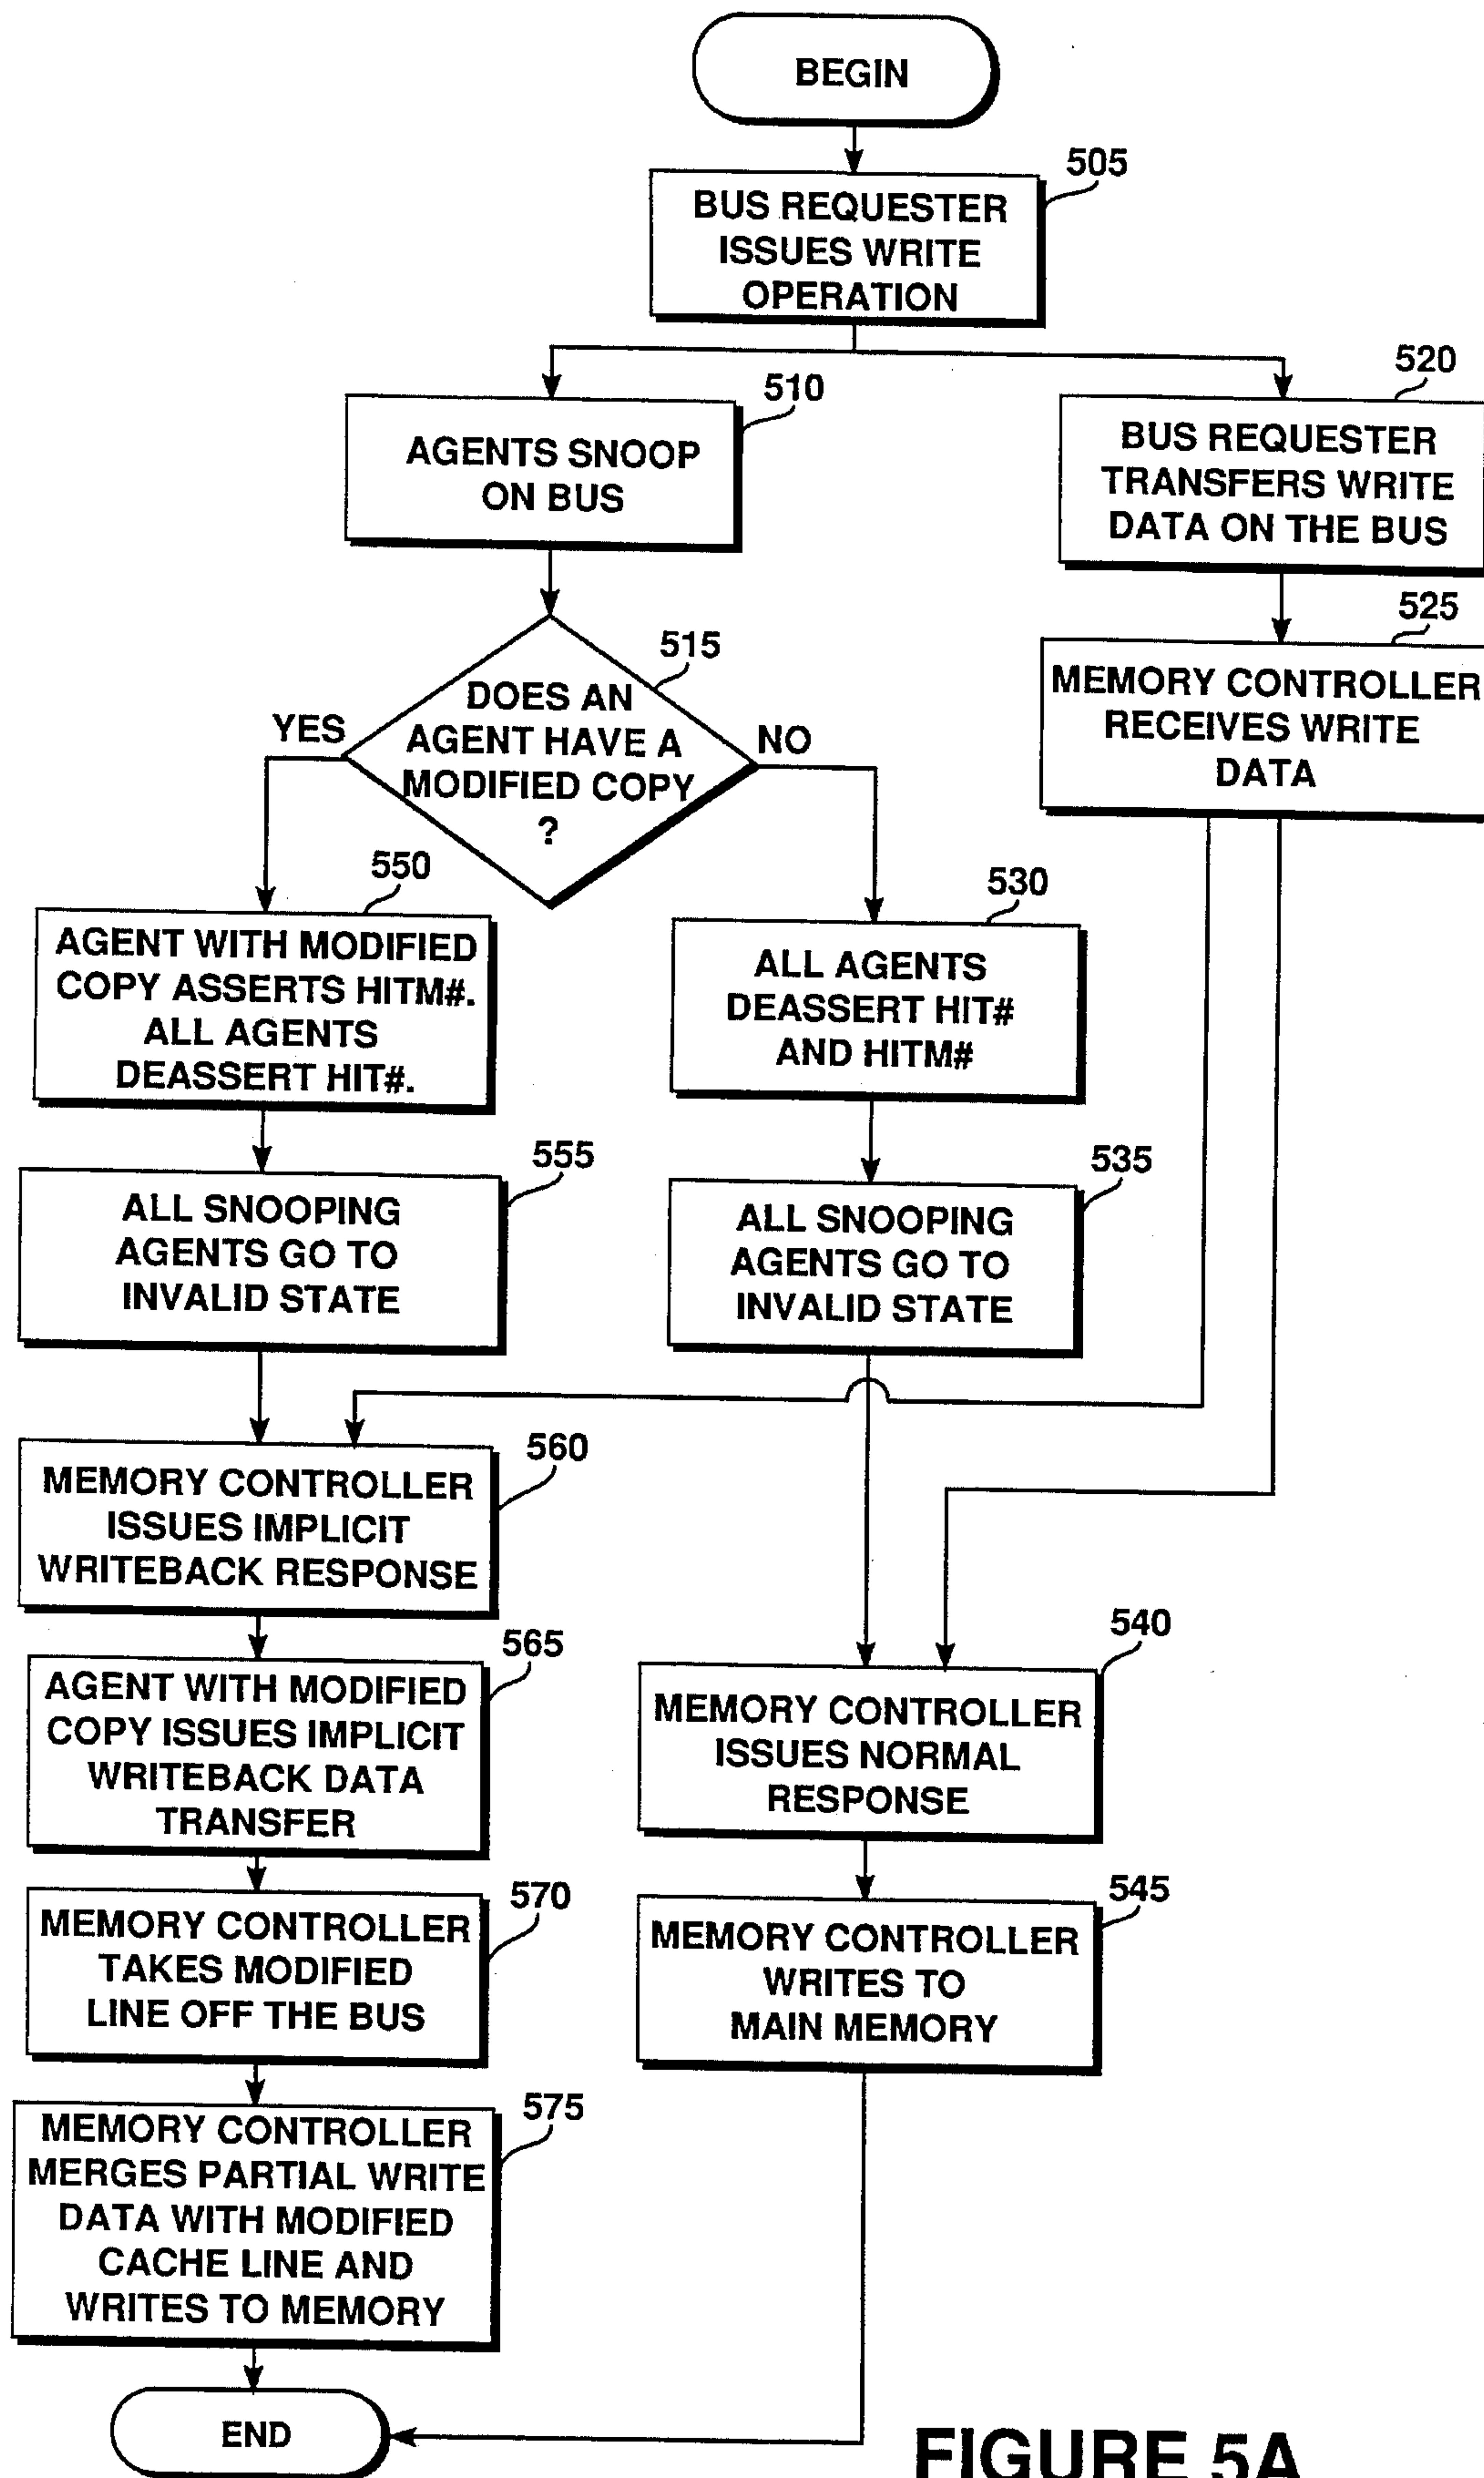 BEGIN
505
BUS REQUESTER
ISSUES WRITE
OPERATION
510
AGENTS SNOOP
ON BUS
520
BUS REQUESTER
TRANSFERS WRITE
DATA ON THE BUS
515
DOES AN
AGENT HAVE A
MODIFIED COPY
?
YES
NO
525
MEMORY CONTROLLER
RECEIVES WRITE
DATA
550
AGENT WITH MODIFIED
COPY ASSERTS HITM#.
ALL AGENTS
DEASSERT HIT#.
530
ALL AGENTS
DEASSERT HIT#
AND HITM#
555
ALL SNOOPING
AGENTS GO TO
INVALID STATE
535
ALL SNOOPING
AGENTS GO TO
INVALID STATE
560
MEMORY CONTROLLER
ISSUES IMPLICIT
WRITEBACK RESPONSE
565
AGENT WITH MODIFIED
COPY ISSUES IMPLICIT
WRITEBACK DATA
TRANSFER
540
MEMORY CONTROLLER
ISSUES NORMAL
RESPONSE
570
MEMORY CONTROLLER
TAKES MODIFIED
LINE OFF THE BUS
545
MEMORY CONTROLLER
WRITES TO
MAIN MEMORY
575
MEMORY CONTROLLER
MERGES PARTIAL WRITE
DATA WITH MODIFIED
CACHE LINE AND
WRITES TO MEMORY
END
FIGURE 5A